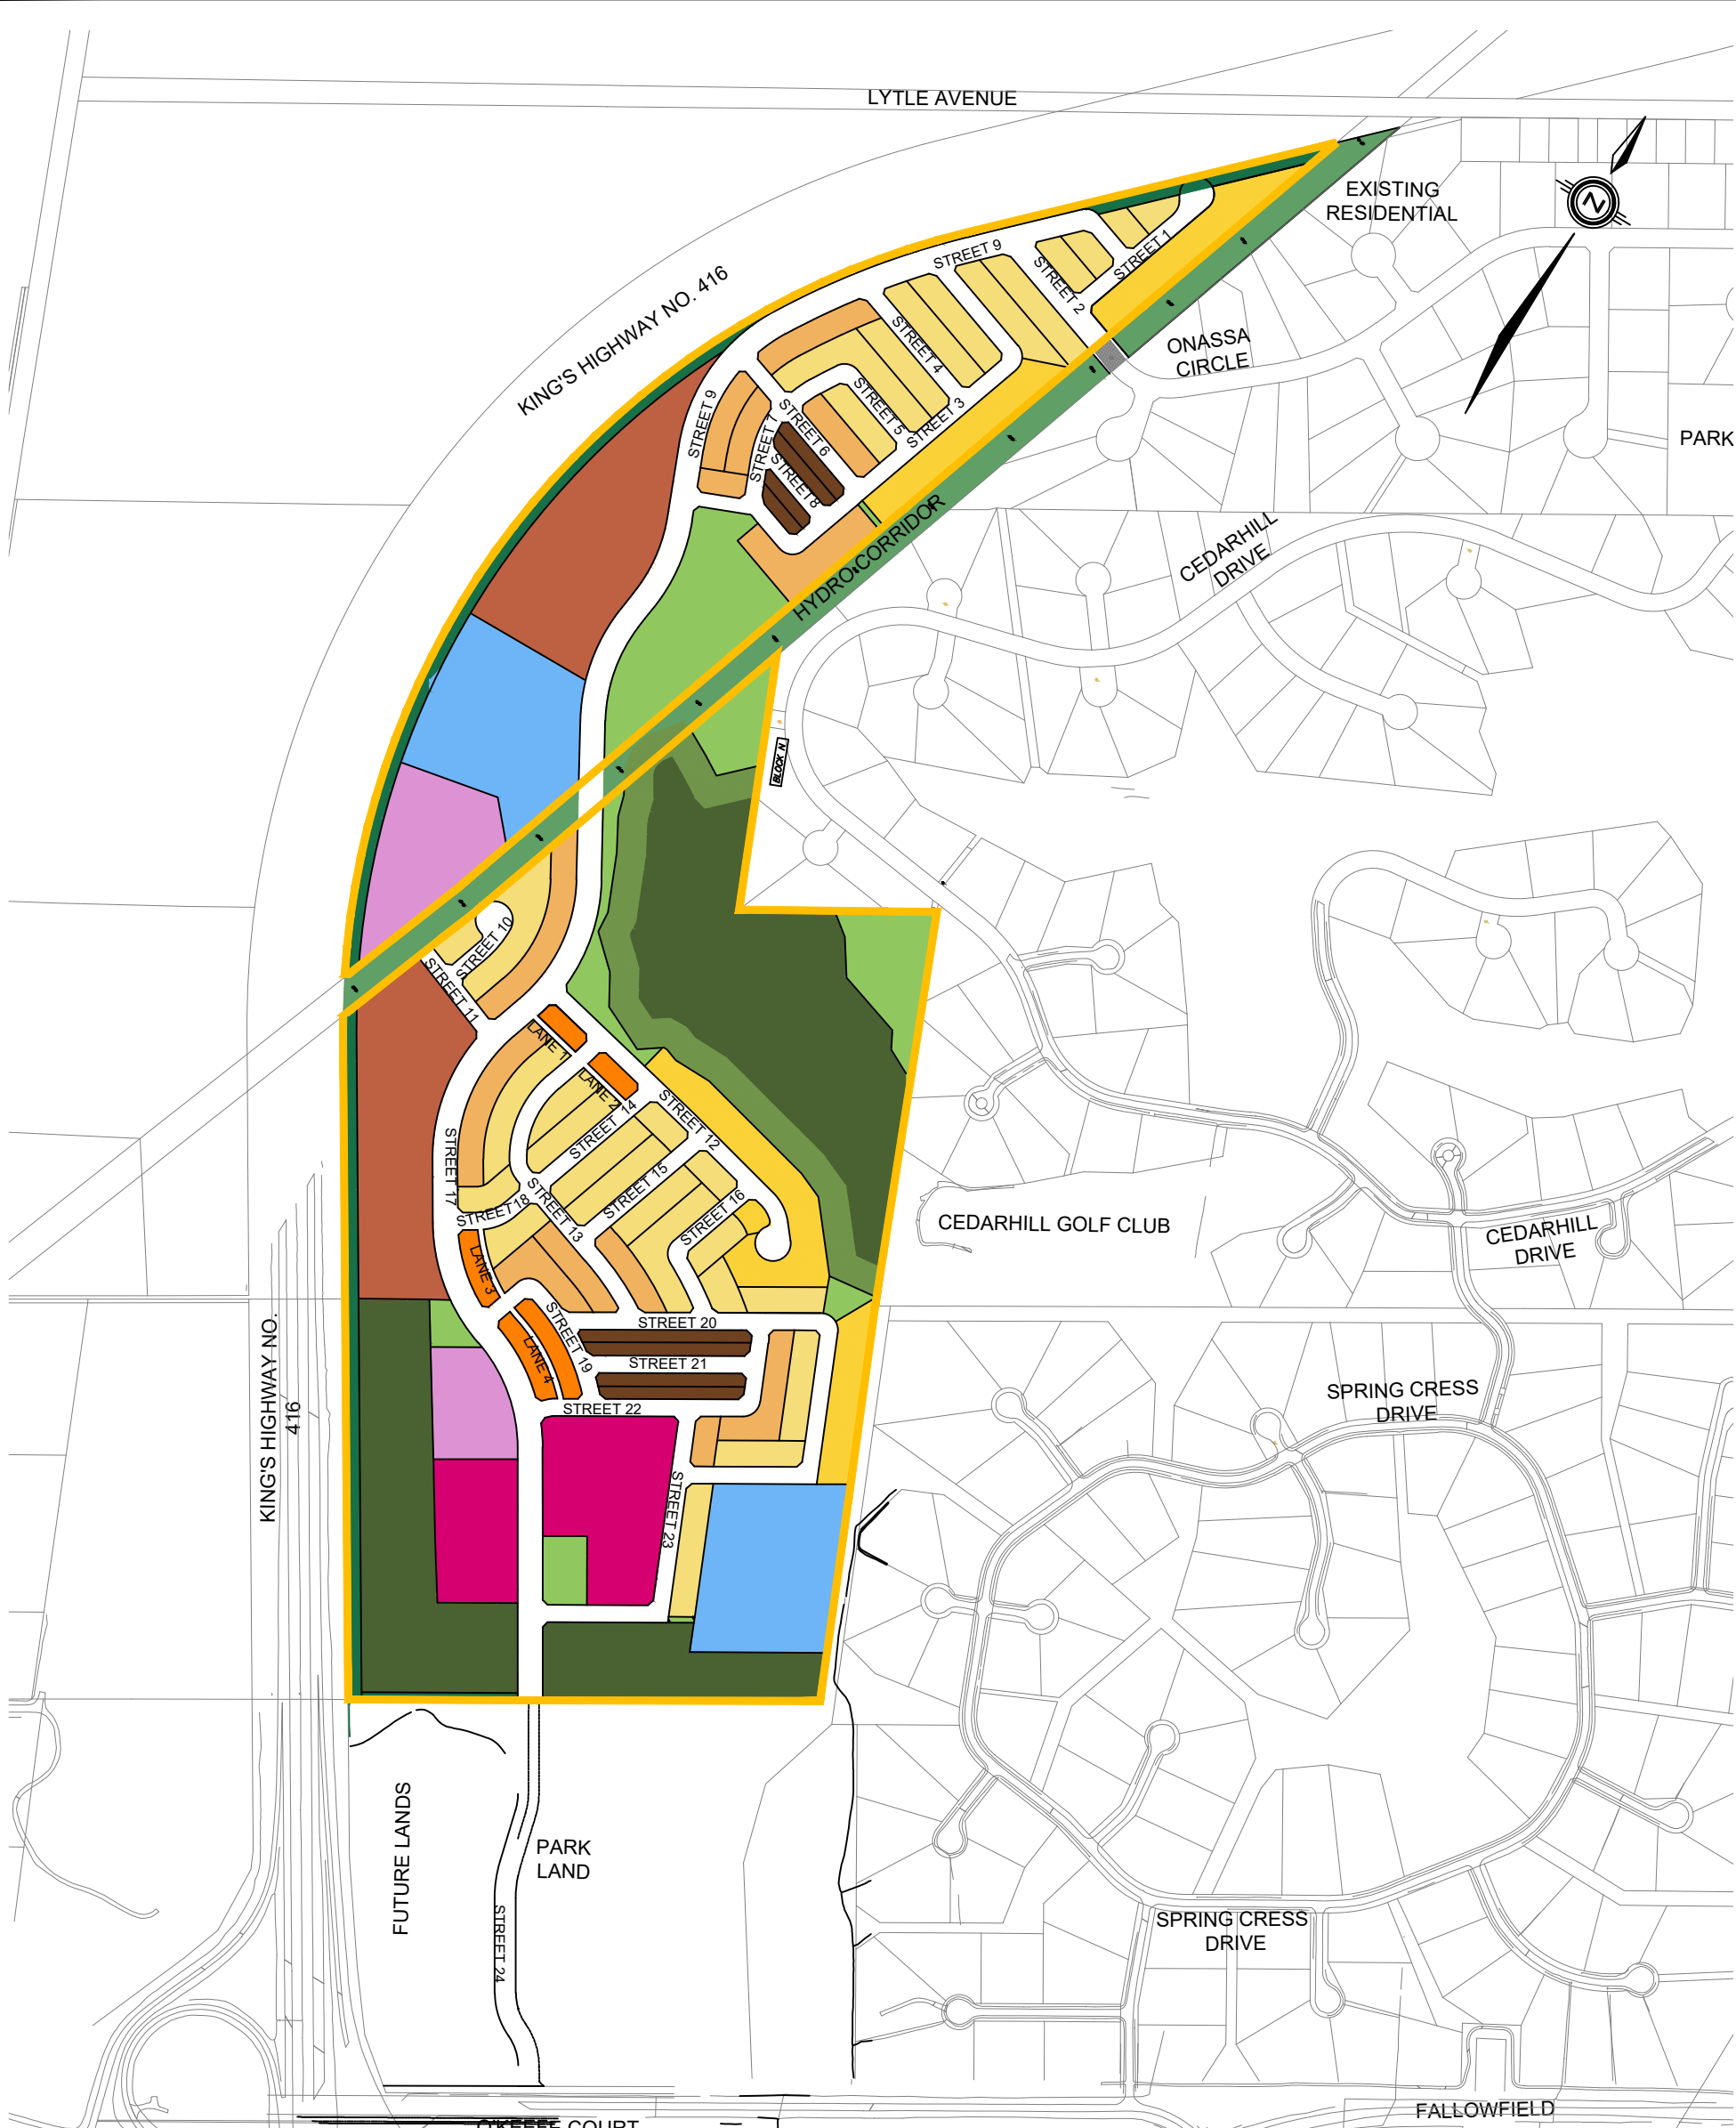 LYTLE AVENUE
EXISTING
RESIDENTIAL
N
KING'S HIGHWAY NO. 416
STREET 9
STREET 1
STREET 2
ONASSA
CIRCLE
STREET 4
STREET 9
STREET 5
STREET 3
STREET 6
STREET 7
STREET 8
PARK
HYDRO CORRIDOR
CEDARHILL
DRIVE
BLOCK N
STREET 10
STREET 11
LANE 1
LANE 2
STREET 14
STREET 12
STREET 17
STREET 15
STREET 18
STREET 13
STREET 16
CEDARHILL GOLF CLUB
CEDARHILL
DRIVE
LANE 3
STREET 19
STREET 20
LANE 4
STREET 21
STREET 22
KING'S HIGHWAY NO.
416
SPRING CRESS
DRIVE
STREET 23
FUTURE LANDS
PARK
LAND
STREET 24
SPRING CRESS
DRIVE
FALLOWFIELD
O'KEEFE COURT